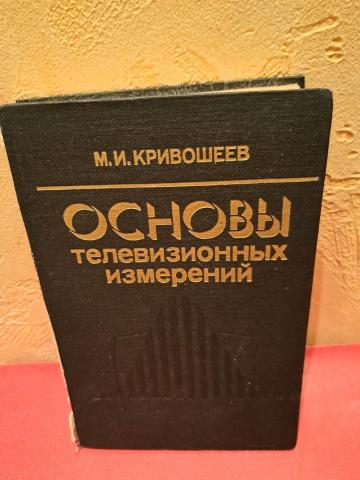 М.И.КРИВОШЕЕВ
ОСНОВЫ
телевизионных
измерений